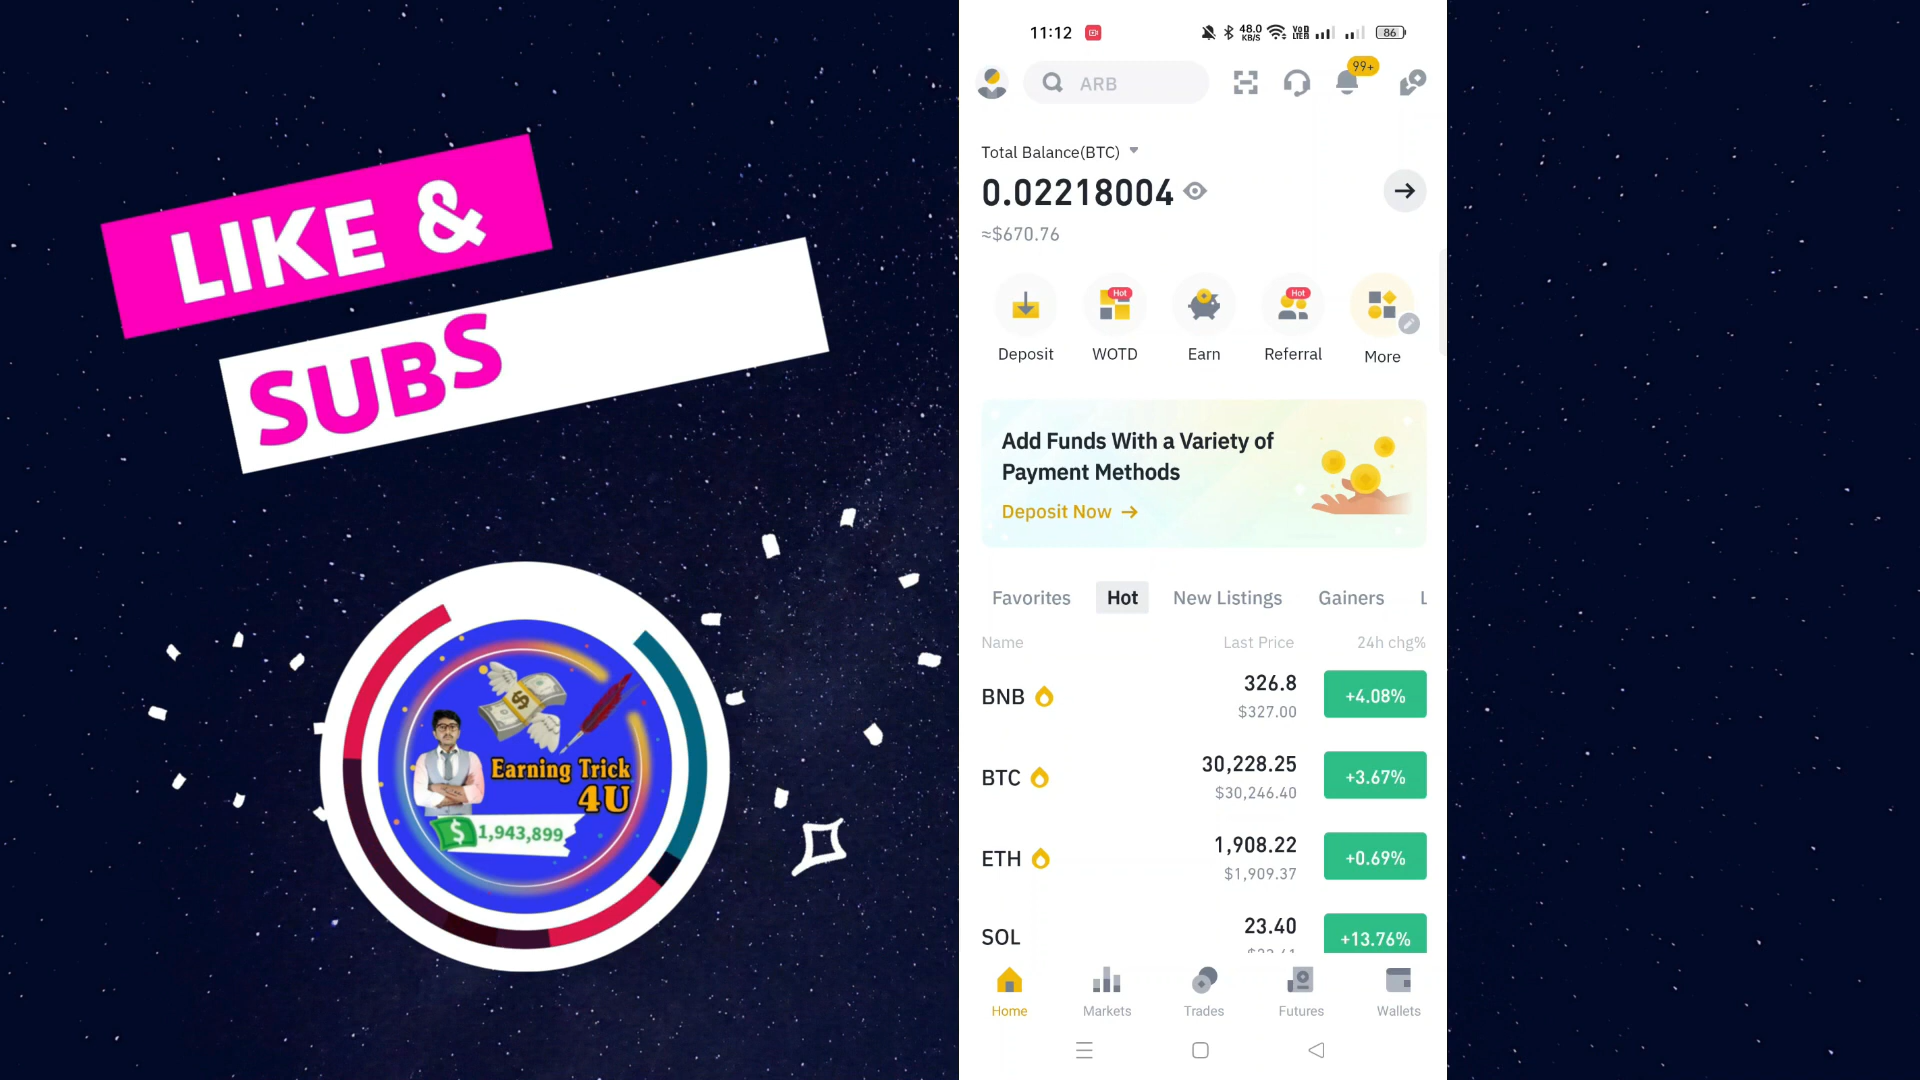 LIKE &
SUBS
Earning Trick
4U
$ 1,943,899
11:12
48.0
KB/S
86
ARB
99+
Total Balance(BTC)
0.02218004
≈$670.76
Hot
Hot
Deposit
WOTD
Earn
Referral
More
Add Funds With a Variety of
Payment Methods
Deposit Now →
Favorites
Hot
New Listings
Gainers
L
Name
Last Price
24h chg%
BNB
326.8
$327.00
+4.08%
BTC
30,228.25
$30,246.40
+3.67%
ETH
1,908.22
$1,909.37
+0.69%
SOL
23.40
+13.76%
Home
Markets
Trades
Futures
Wallets